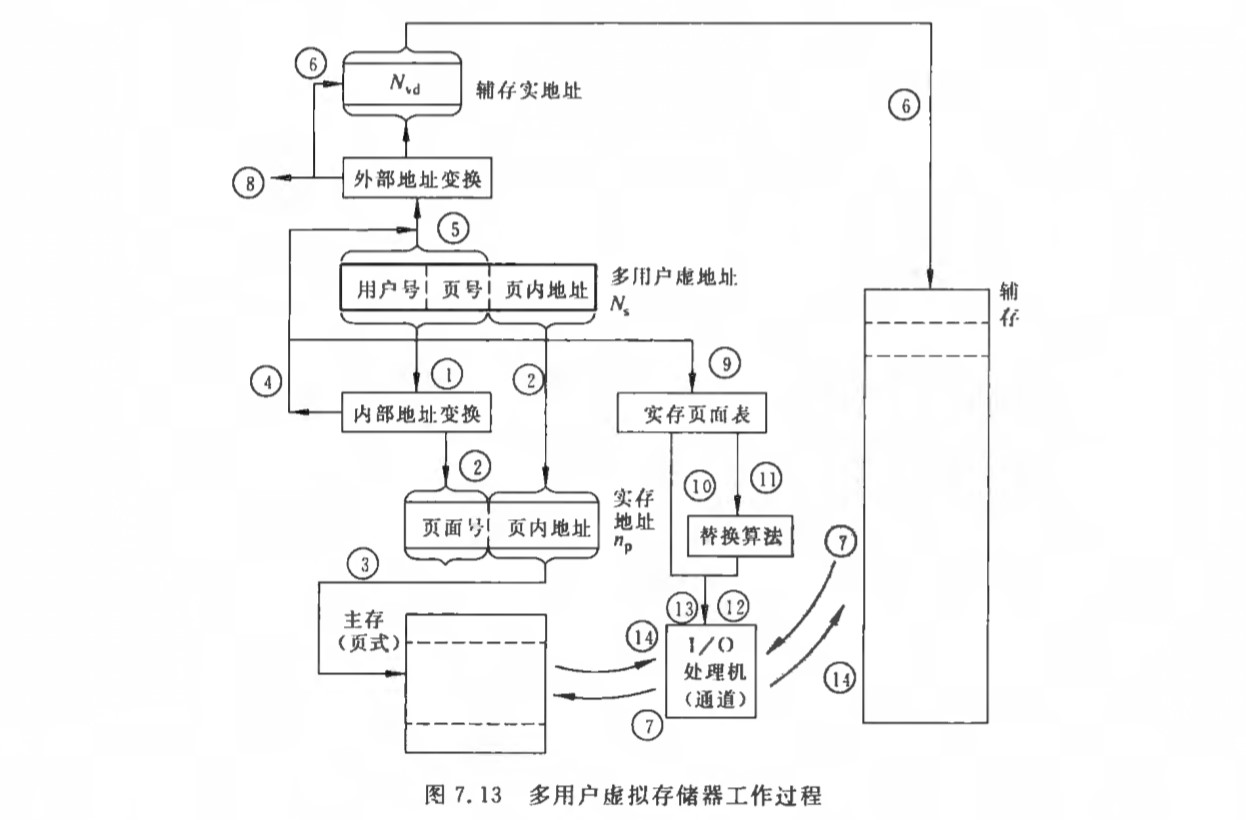 ⑥
N_vd
辅存实地址
⑥
⑧
外部地址变换
⑤
用户号
页号
页内地址
多用户虚地址
N_s
辅
存
④
①
②
⑨
内部地址变换
实存页面表
②
⑩
⑪
页面号
页内地址
实存
地址
n_p
替换算法
⑦
③
主存
(页式)
⑬
⑫
⑭
I/O
处理机
(通道)
⑭
⑦
图 7.13 多用户虚拟存储器工作过程